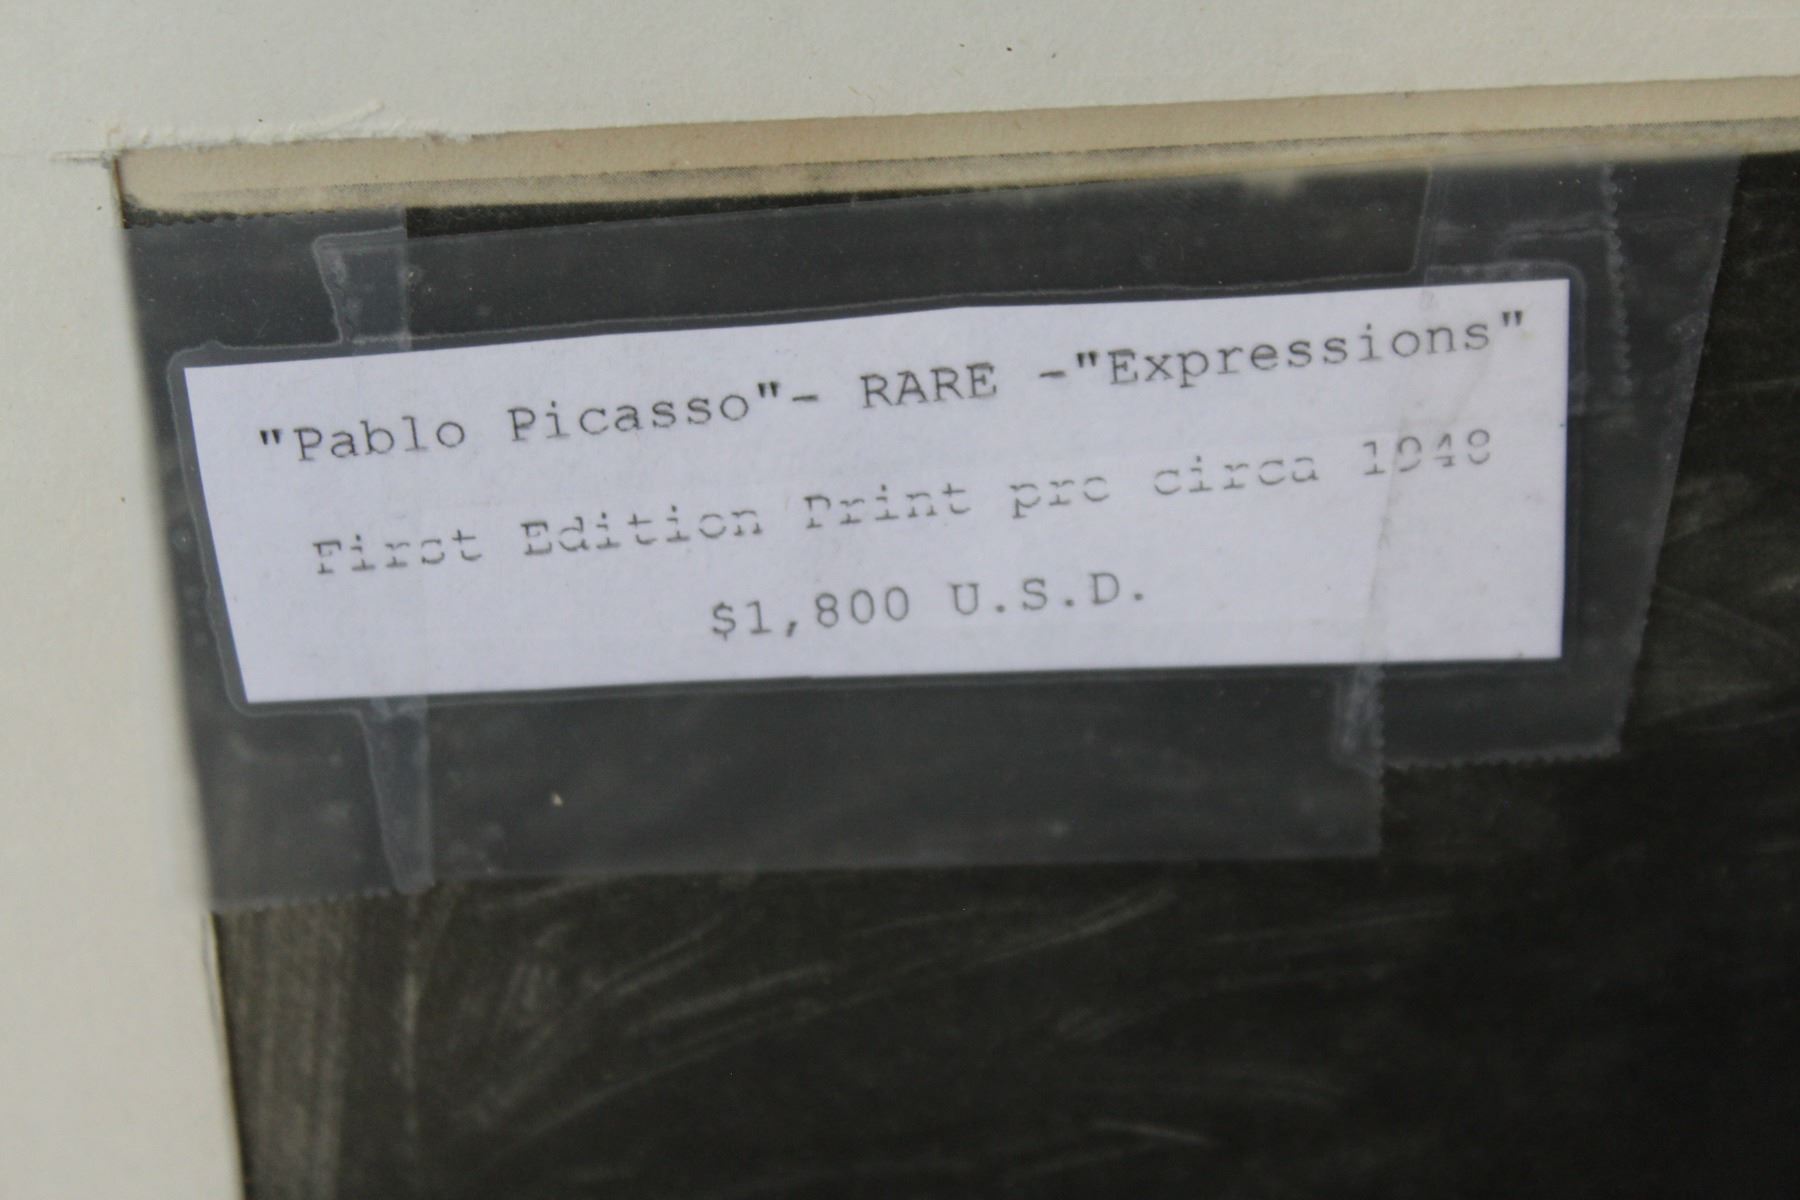 "Pablo Picasso"- RARE -"Expressions"
First Edition Print pre circa 1948
$1,800 U.S.D.